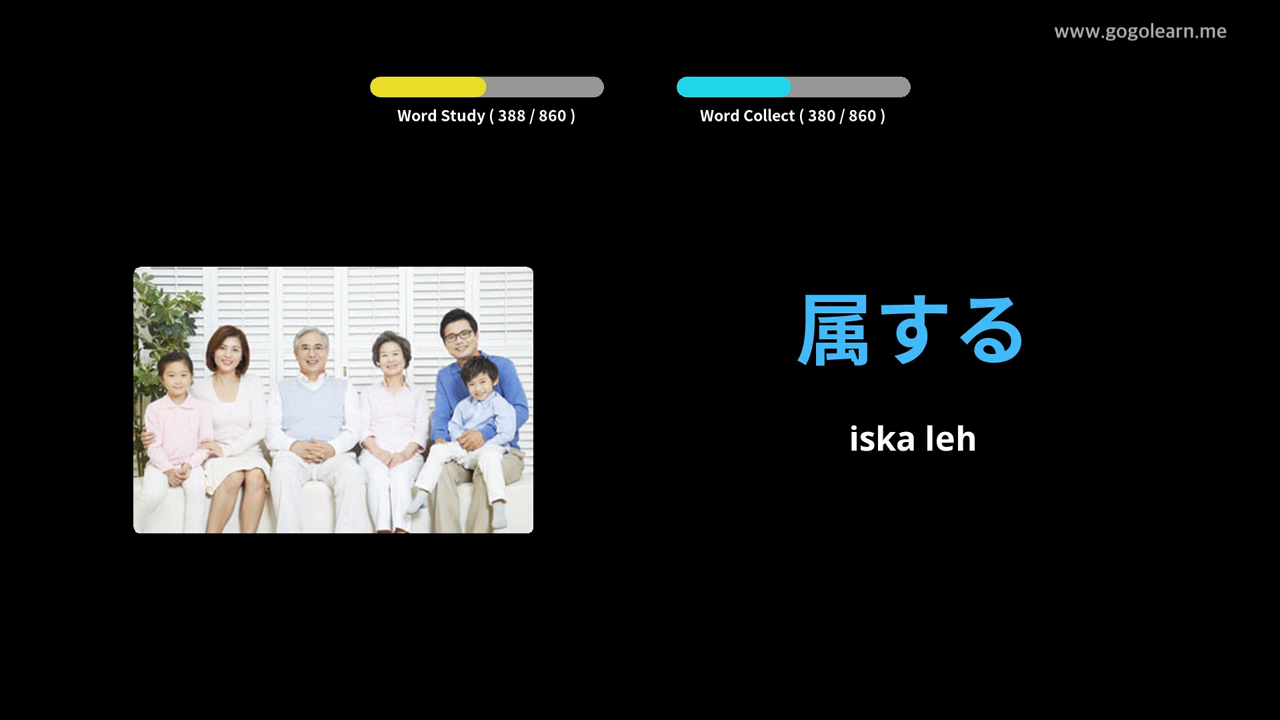 www.gogolearn.me
Word Study ( 388 / 860 )
Word Collect ( 380 / 860 )
属する
iska leh